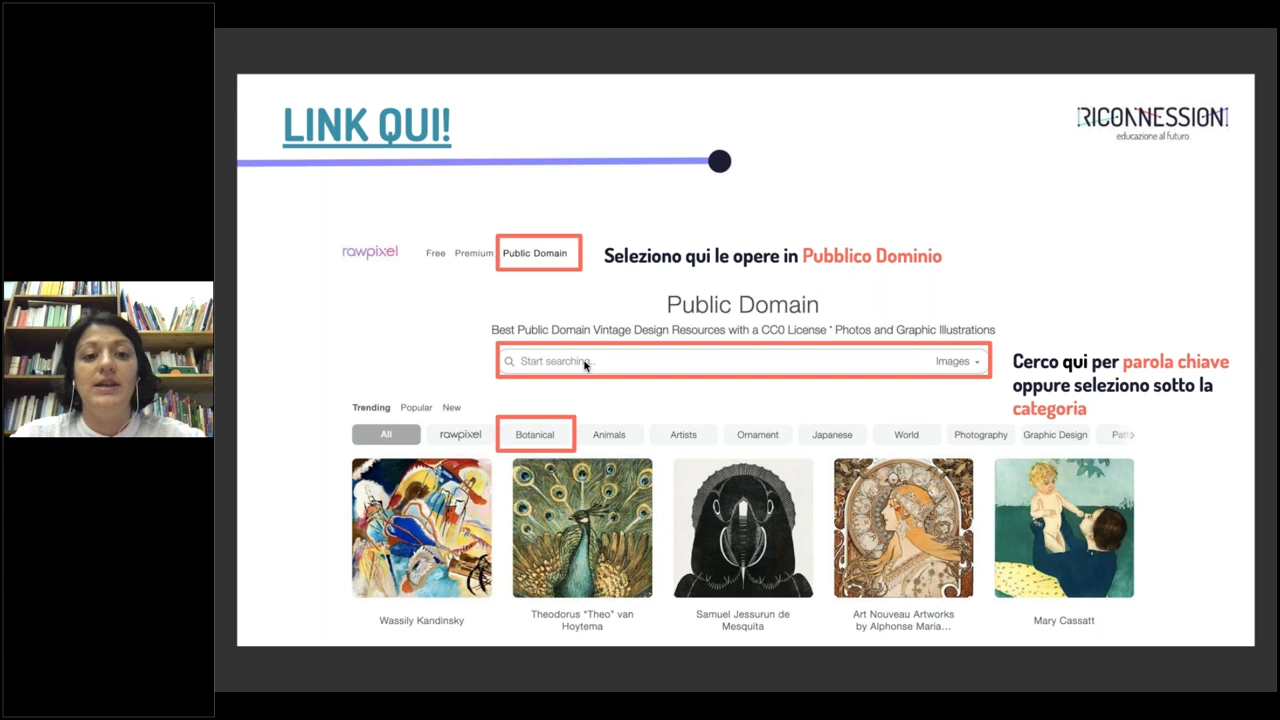 LINK QUI!
RICONNESSIONI
educazione al futuro
rawpixel
Free Premium Public Domain
Seleziono qui le opere in Pubblico Dominio
Public Domain
Best Public Domain Vintage Design Resources with a CC0 License * Photos and Graphic Illustrations
Start searching...
Images
Cerco qui per parola chiave
oppure seleziono sotto la
categoria
Trending Popular New
All rawpixel Botanical Animals Artists Ornament Japanese World Photography Graphic Design
Wassily Kandinsky
Theodorus "Theo" van
Hoytema
Samuel Jessurun de
Mesquita
Art Nouveau Artworks
by Alphonse Maria...
Mary Cassatt